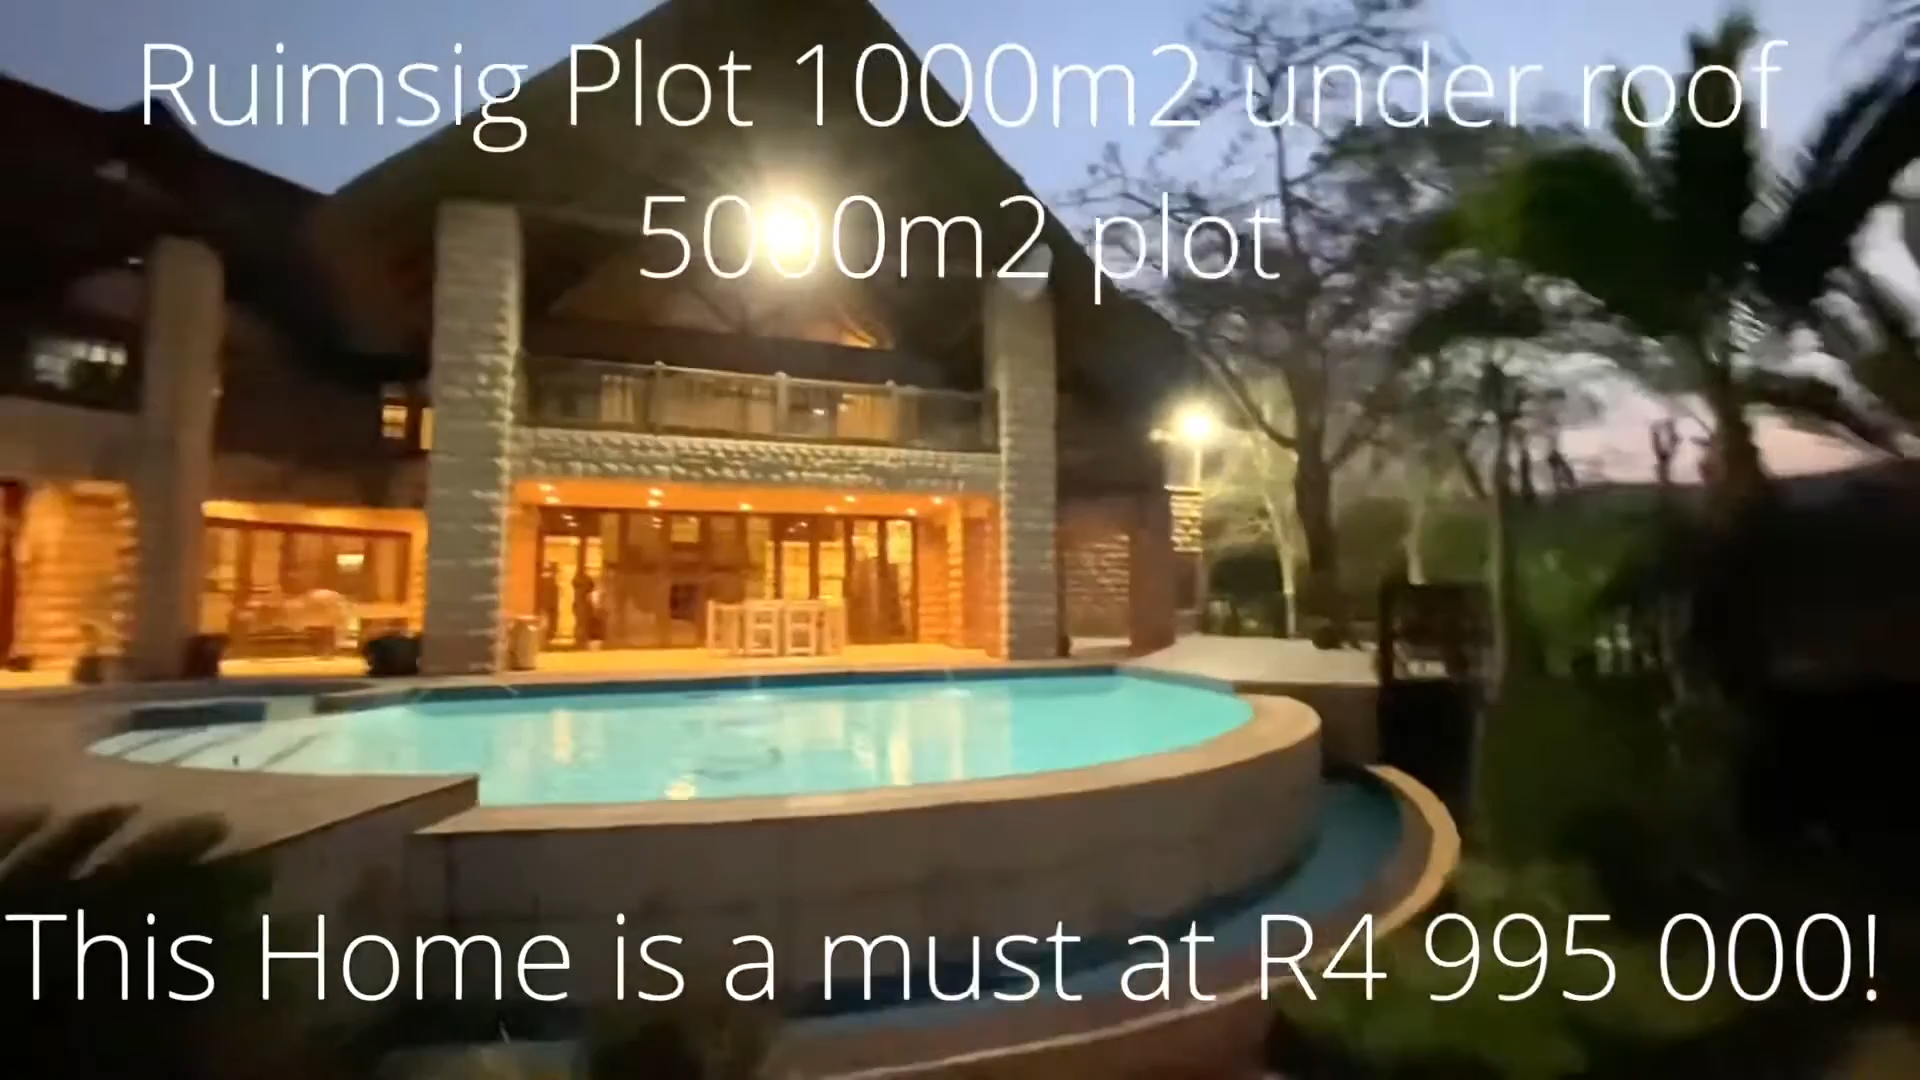 Ruimsig Plot 1000m2 under roof
5000m2 plot
This Home is a must at R4 995 000!